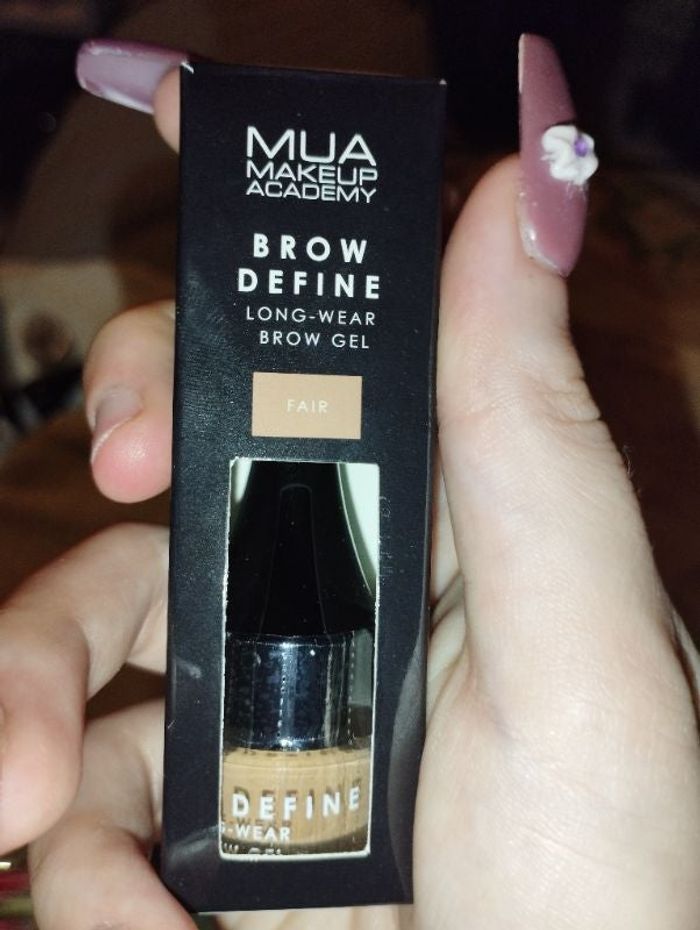 MUA
MAKEUP
ACADEMY
BROW
DEFINE
LONG-WEAR
BROW GEL
FAIR
DEFINE
G-WEAR